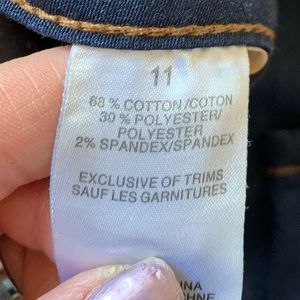 11
68 % COTTON/COTON
30 % POLYESTER/
POLYESTER
2% SPANDEX/SPANDEX
EXCLUSIVE OF TRIMS
SAUF LES GARNITURES